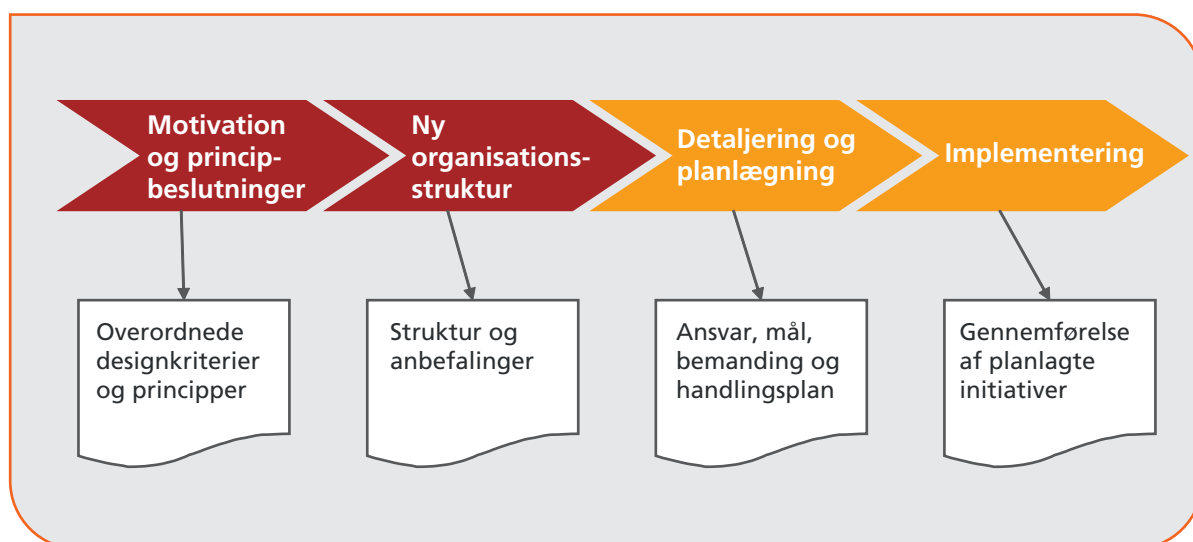 Motivation
og princip-
beslutninger
Ny
organisations-
struktur
Detaljering og
planlægning
Implementering
Overordnede
designkriterier
og principper
Struktur og
anbefalinger
Ansvar, mål,
bemanding og
handlingsplan
Gennemførelse
af planlagte
initiativer